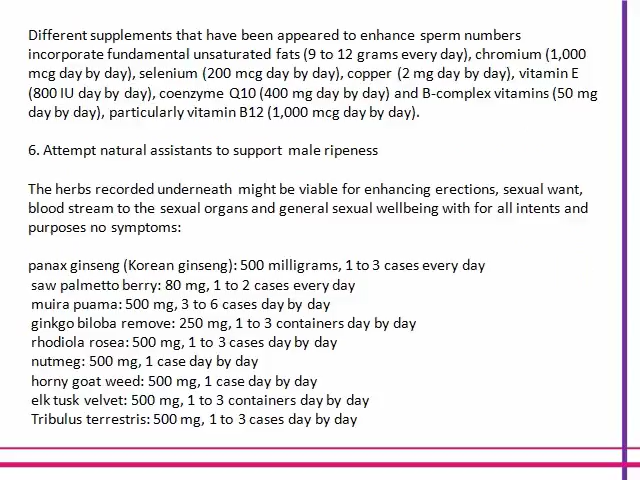 Different supplements that have been appeared to enhance sperm numbers
incorporate fundamental unsaturated fats (9 to 12 grams every day), chromium (1,000
mcg day by day), selenium (200 mcg day by day), copper (2 mg day by day), vitamin E
(800 IU day by day), coenzyme Q10 (400 mg day by day) and B-complex vitamins (50 mg
day by day), particularly vitamin B12 (1,000 mcg day by day).
6. Attempt natural assistants to support male ripeness
The herbs recorded underneath might be viable for enhancing erections, sexual want,
blood stream to the sexual organs and general sexual wellbeing with for all intents and
purposes no symptoms:
panax ginseng (Korean ginseng): 500 milligrams, 1 to 3 cases every day
saw palmetto berry: 80 mg, 1 to 2 cases every day
muira puama: 500 mg, 3 to 6 cases day by day
ginkgo biloba remove: 250 mg, 1 to 3 containers day by day
rhodiola rosea: 500 mg, 1 to 3 cases day by day
nutmeg: 500 mg, 1 case day by day
horny goat weed: 500 mg, 1 case day by day
elk tusk velvet: 500 mg, 1 to 3 containers day by day
Tribulus terrestris: 500 mg, 1 to 3 cases day by day